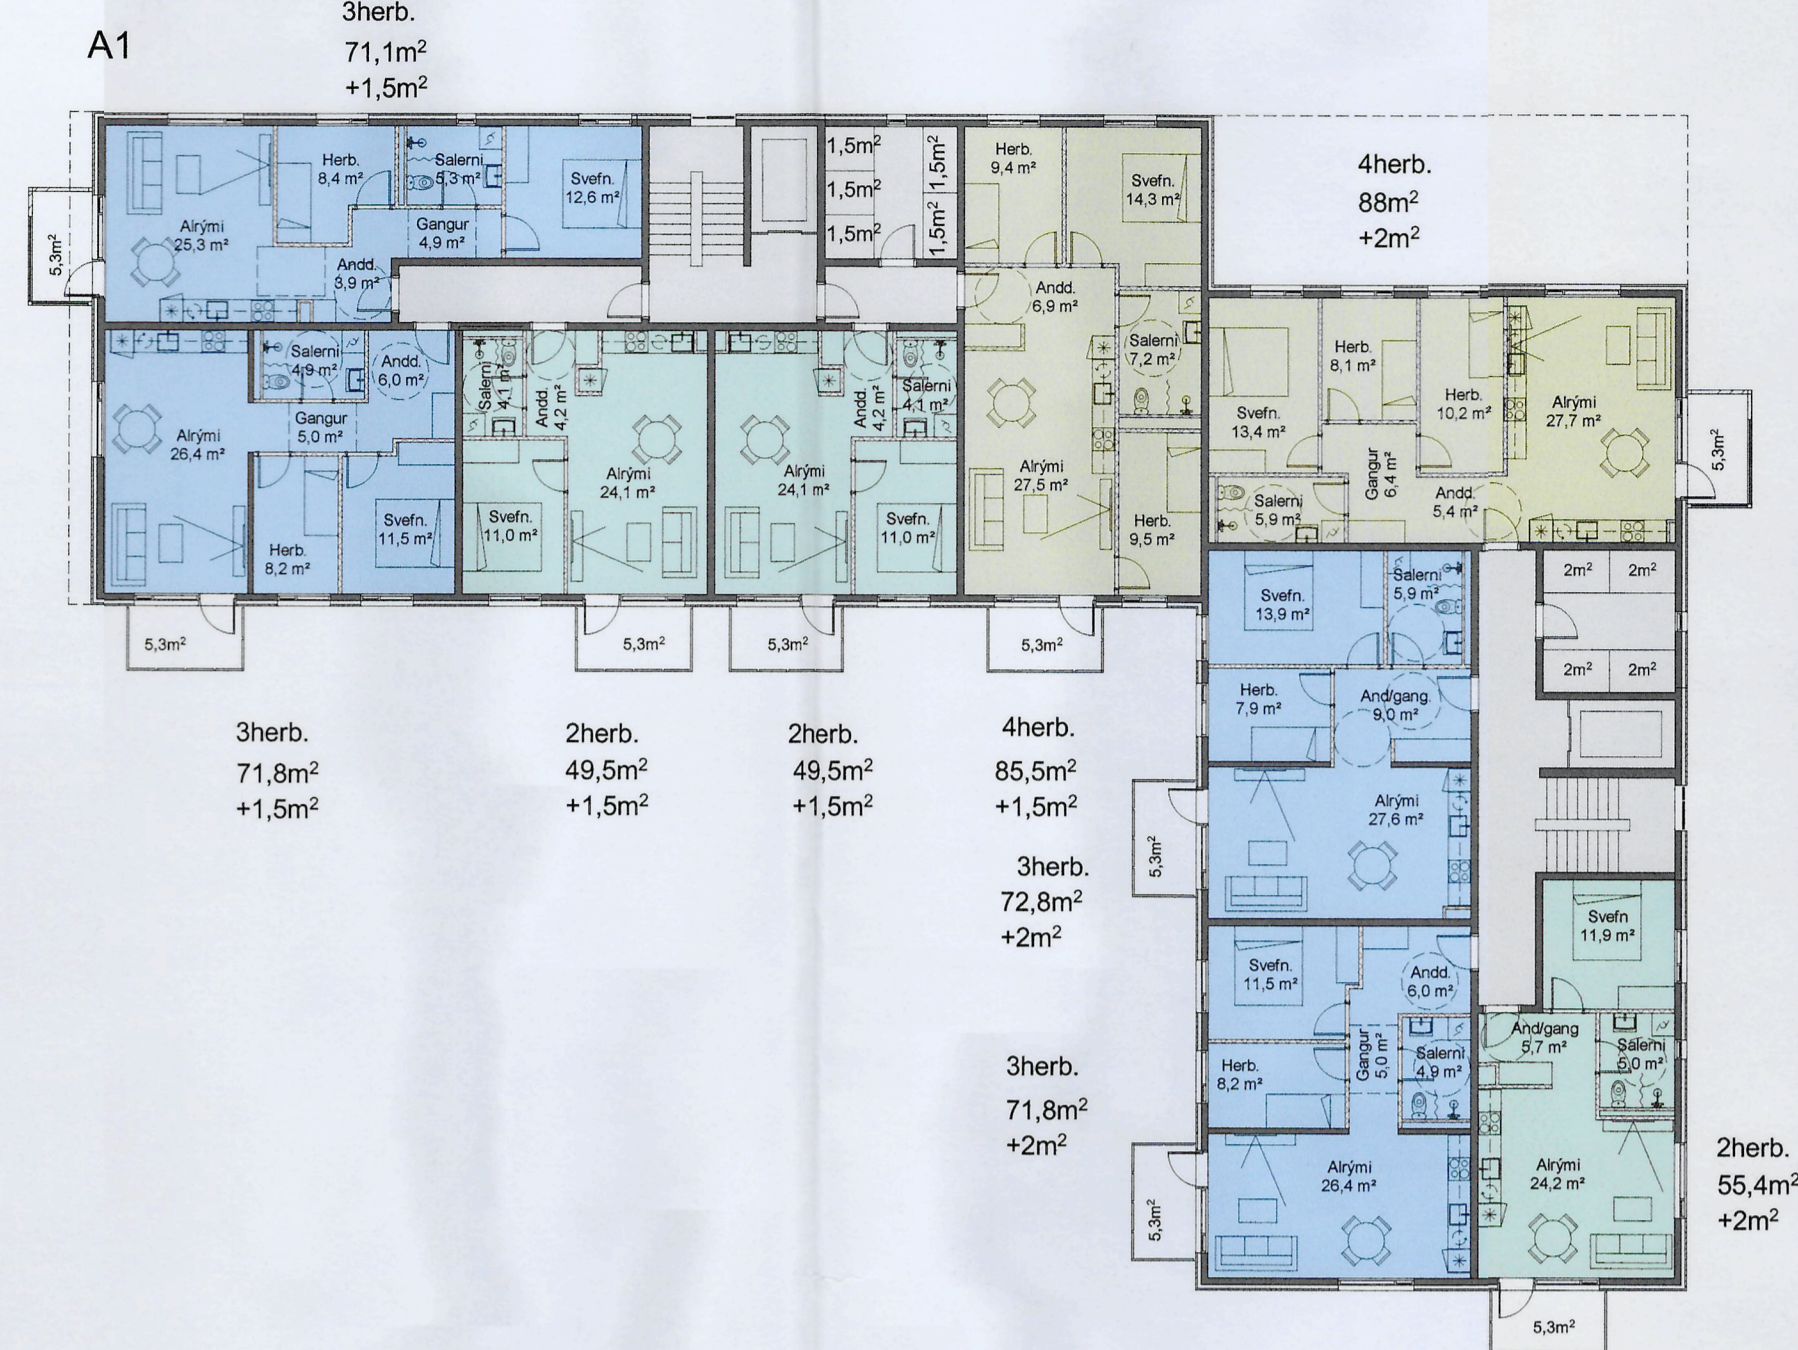 A1
3herb.
71,1m²
+1,5m²
4herb.
88m²
+2m²
5,3m²
Alrými
25,3 m²
Herb.
8,4 m²
Salerni
5,3 m²
Svefn.
12,6 m²
Gangur
4,9 m²
Andd.
3,9 m²
1,5m²
1,5m²
1,5m²
1,5m²
1,5m²
Herb.
9,4 m²
Svefn.
14,3 m²
Andd.
6,9 m²
Salerni
7,2 m²
Alrými
27,5 m²
Herb.
9,5 m²
Salerni
4,9 m²
Andd.
6,0 m²
Gangur
5,0 m²
Alrými
26,4 m²
Herb.
8,2 m²
Svefn.
11,5 m²
Salerni
4,1 m²
Andd.
4,2 m²
Alrými
24,1 m²
Svefn.
11,0 m²
Andd.
4,2 m²
Salerni
4,1 m²
Alrými
24,1 m²
Svefn.
11,0 m²
Svefn.
13,4 m²
Herb.
8,1 m²
Herb.
10,2 m²
Alrými
27,7 m²
Gangur
6,4 m²
Andd.
5,4 m²
Salerni
5,9 m²
5,3m²
5,3m²
5,3m²
5,3m²
5,3m²
3herb.
71,8m²
+1,5m²
2herb.
49,5m²
+1,5m²
2herb.
49,5m²
+1,5m²
4herb.
85,5m²
+1,5m²
Svefn.
13,9 m²
Salerni
5,9 m²
2m²
2m²
2m²
2m²
Herb.
7,9 m²
And/gang.
9,0 m²
Alrými
27,6 m²
5,3m²
3herb.
72,8m²
+2m²
Svefn
11,9 m²
Svefn.
11,5 m²
Andd.
6,0 m²
Gangur
5,0 m²
Salerni
4,9 m²
Herb.
8,2 m²
And/gang
5,7 m²
Salerni
5,0 m²
3herb.
71,8m²
+2m²
Alrými
26,4 m²
Alrými
24,2 m²
5,3m²
2herb.
55,4m²
+2m²
5,3m²